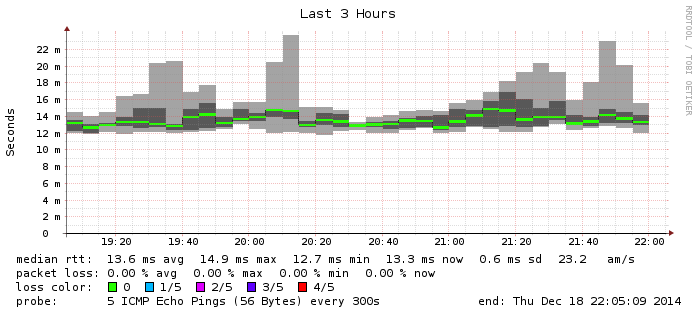 Last 3 Hours
RRDTOOL / TOBI OETIKER
Seconds
22 m
20 m
18 m
16 m
14 m
12 m
10 m
8 m
6 m
4 m
2 m
0
19:20 19:40 20:00 20:20 20:40 21:00 21:20 21:40 22:00
median rtt: 13.6 ms avg 14.9 ms max 12.7 ms min 13.3 ms now 0.6 ms sd 23.2 am/s
packet loss: 0.00 % avg 0.00 % max 0.00 % min 0.00 % now
loss color: 0 1/5 2/5 3/5 4/5
probe: 5 ICMP Echo Pings (56 Bytes) every 300s end: Thu Dec 18 22:05:09 2014